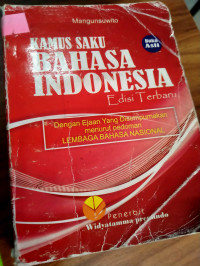 Mangunsuwito
KAMUS SAKU
BAHASA
INDONESIA
Buku
Asli
Edisi Terbaru
Dengan Ejaan Yang Disempurnakan
menurut pedoman
LEMBAGA BAHASA NASIONAL
Penerbit
Widyatamma pressindo